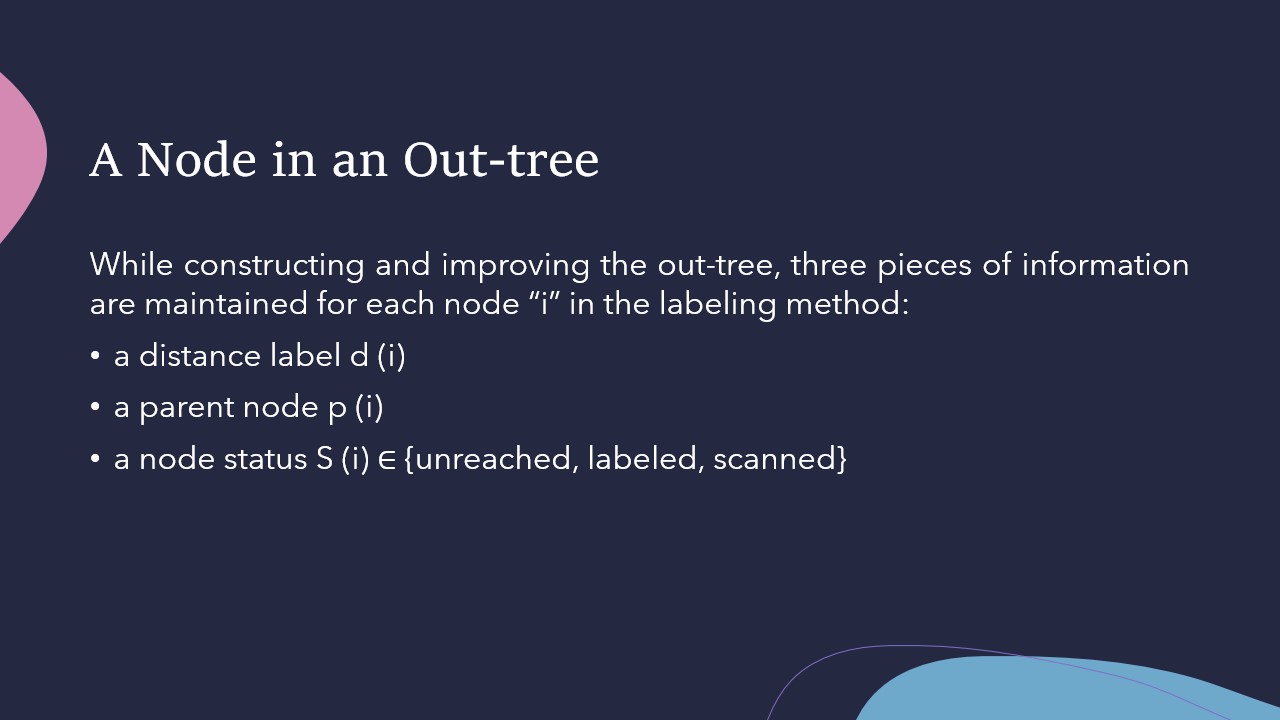 A Node in an Out-tree
While constructing and improving the out-tree, three pieces of information
are maintained for each node “i” in the labeling method:
• a distance label d (i)
• a parent node p (i)
• a node status S (i) ∈ {unreached, labeled, scanned}